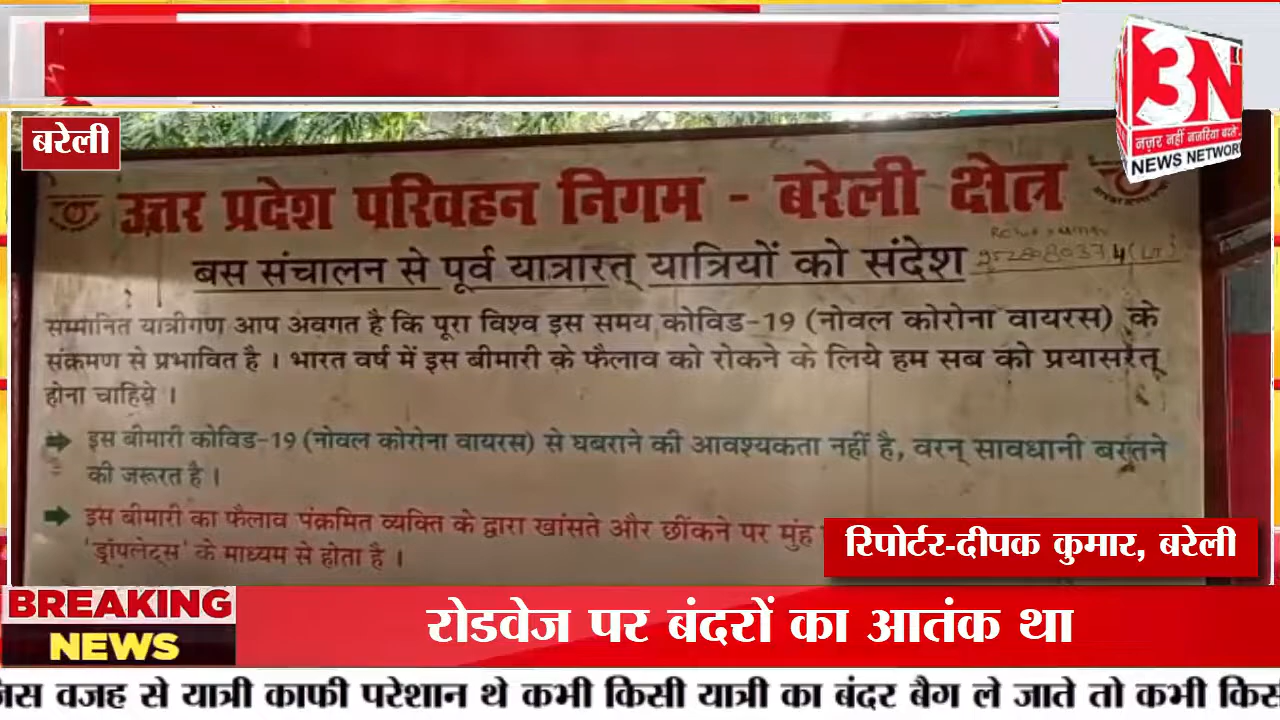 3N
नज़र नहीं नजरिया बदले
NEWS NETWORK
बरेली
उत्तर प्रदेश परिवहन निगम - बरेली क्षेत्र
बस संचालन से पूर्व यात्रारत् यात्रियों को संदेश
सम्मानित यात्रीगण आप अवगत है कि पूरा विश्व इस समय कोविड-19 (नोवल कोरोना वायरस) के
संक्रमण से प्रभावित है । भारत वर्ष में इस बीमारी के फैलाव को रोकने के लिये हम सब को प्रयासरत्
होना चाहिये ।
इस बीमारी कोविड-19 (नोवल कोरोना वायरस) से घबराने की आवश्यकता नहीं है, वरन् सावधानी बरतने
की जरूरत है ।
इस बीमारी का फैलाव पंक्रमित व्यक्ति के द्वारा खांसते और छींकने पर मुंह
'ड्रॉपलेट्स' के माध्यम से होता है ।
रिपोर्टर-दीपक कुमार, बरेली
BREAKING
NEWS
रोडवेज पर बंदरों का आतंक था
जिस वजह से यात्री काफी परेशान थे कभी किसी यात्री का बंदर बैग ले जाते तो कभी किसी